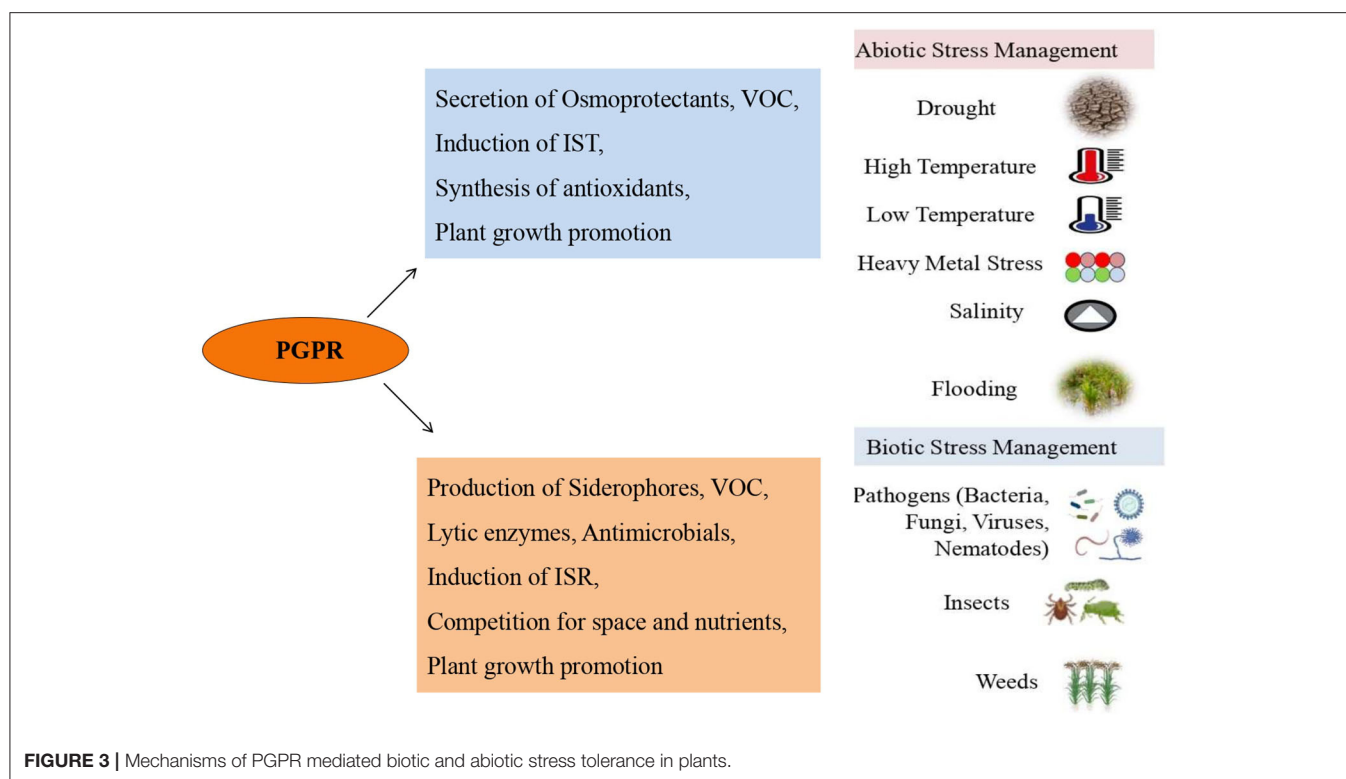 PGPR
Secretion of Osmoprotectants, VOC,
Induction of IST,
Synthesis of antioxidants,
Plant growth promotion
Production of Siderophores, VOC,
Lytic enzymes, Antimicrobials,
Induction of ISR,
Competition for space and nutrients,
Plant growth promotion
Abiotic Stress Management
Drought
High Temperature
Low Temperature
Heavy Metal Stress
Salinity
Flooding
Biotic Stress Management
Pathogens (Bacteria,
Fungi, Viruses,
Nematodes)
Insects
Weeds
FIGURE 3 | Mechanisms of PGPR mediated biotic and abiotic stress tolerance in plants.